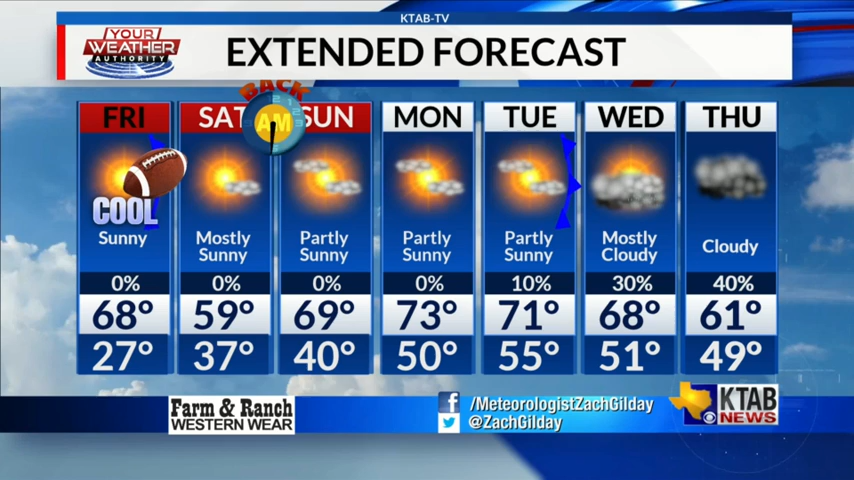 KTAB-TV
YOUR
WEATHER
AUTHORITY
EXTENDED FORECAST
FRI
SAT
SUN
MON
TUE
WED
THU
BACK
AM
COOL
Sunny
Mostly
Sunny
Partly
Sunny
Partly
Sunny
Partly
Sunny
Mostly
Cloudy
Cloudy
0%
0%
0%
0%
10%
30%
40%
68°
59°
69°
73°
71°
68°
61°
27°
37°
40°
50°
55°
51°
49°
Farm & Ranch
WESTERN WEAR
/MeteorologistZachGilday
@ZachGilday
KTAB
NEWS